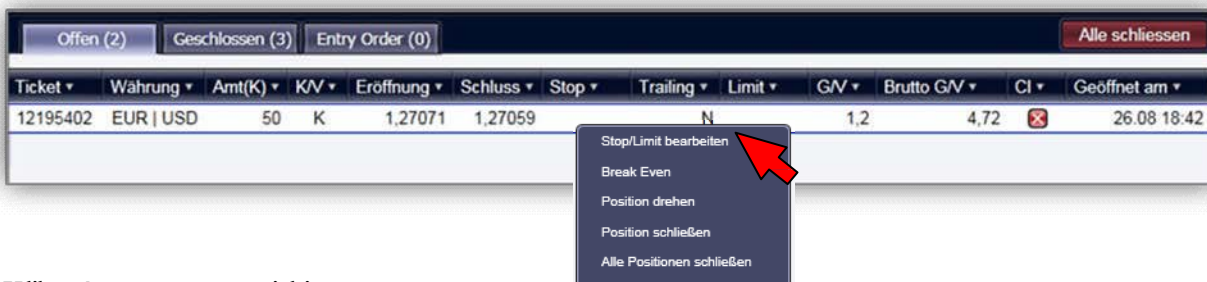 Offen (2) Geschlossen (3) Entry Order (0) Alle schliessen
Ticket Währung Amt(K) K/V Eröffnung Schluss Stop Trailing Limit G/V Brutto G/V Cl Geöffnet am
12195402 EUR | USD 50 K 1,27071 1,27059 N 1,2 4,72 26.08 18:42
Stop/Limit bearbeiten
Break Even
Position drehen
Position schließen
Alle Positionen schließen